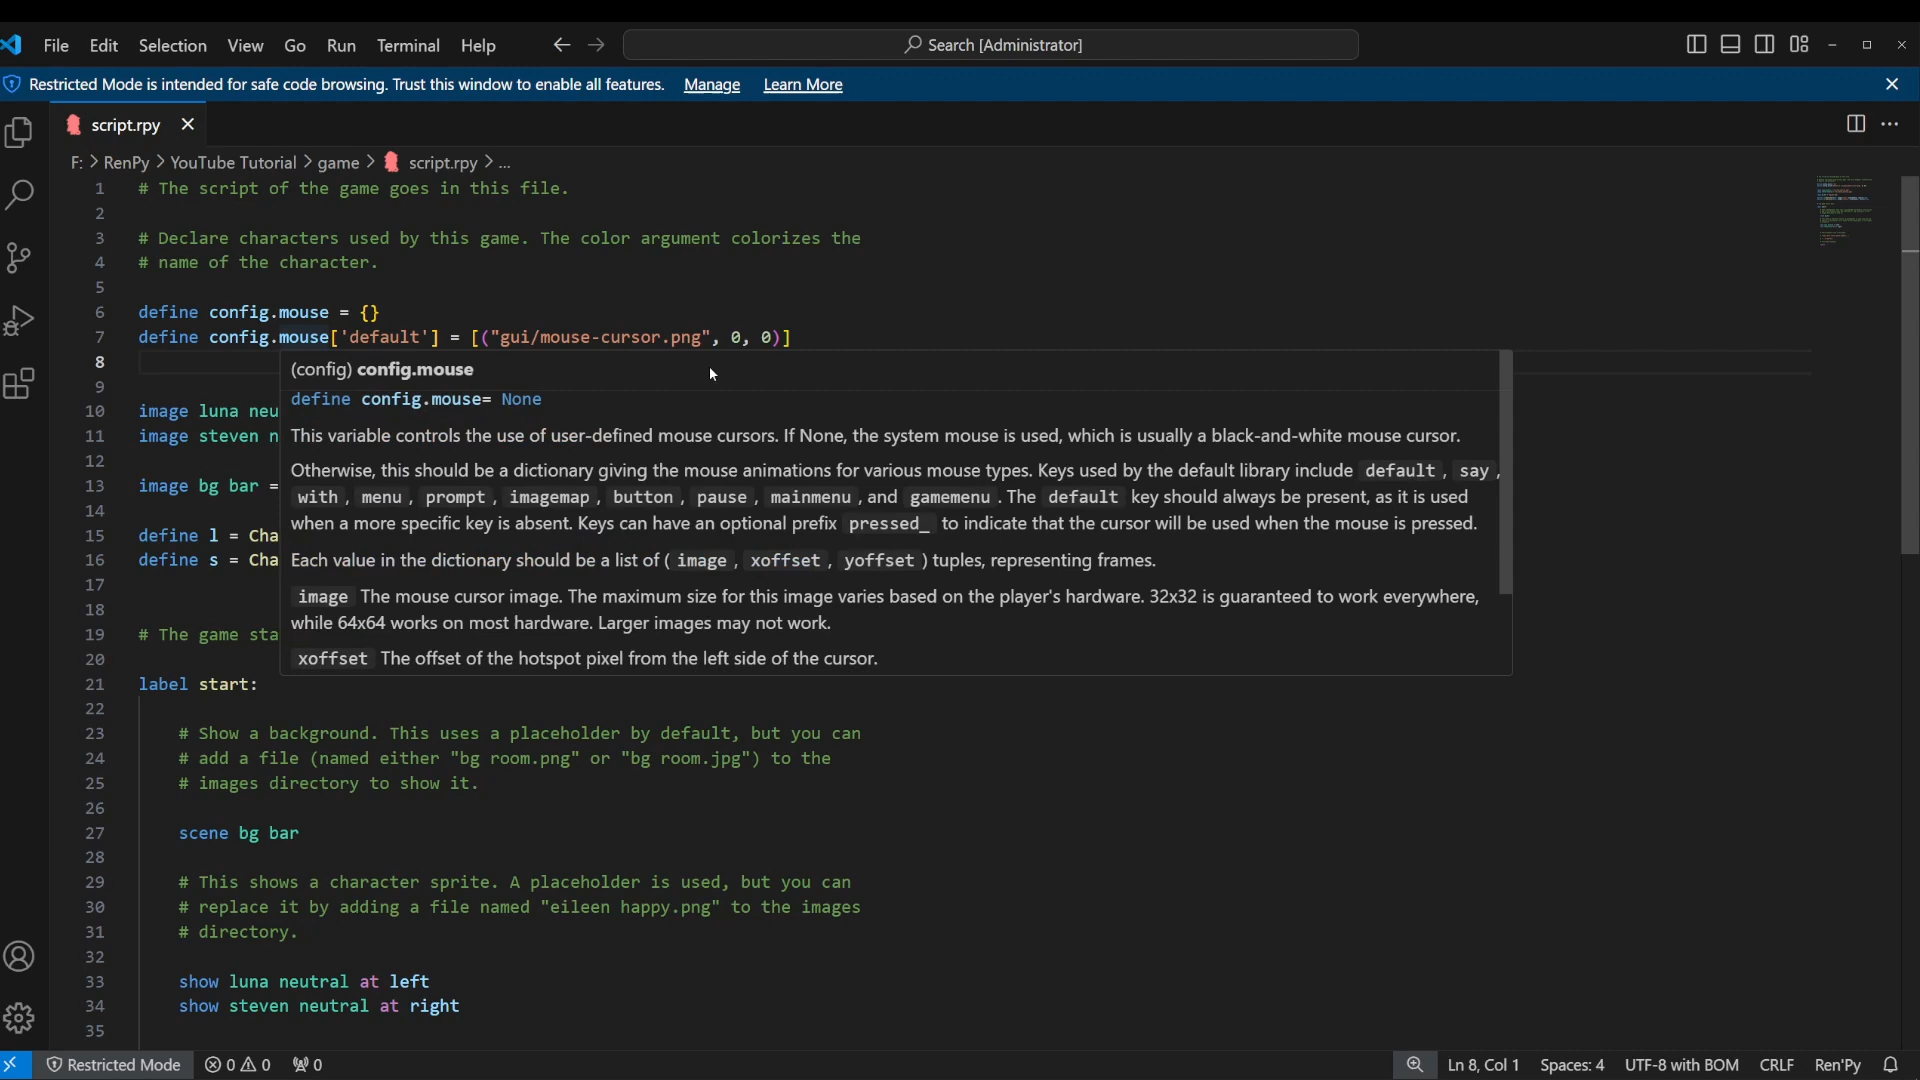 File Edit Selection View Go Run Terminal Help Search [Administrator]
Restricted Mode is intended for safe code browsing. Trust this window to enable all features. Manage Learn More
script.rpy
F: > RenPy > YouTube Tutorial > game > script.rpy > ...
1 # The script of the game goes in this file.
2
3 # Declare characters used by this game. The color argument colorizes the
4 # name of the character.
5
6 define config.mouse = {}
7 define config.mouse['default'] = [("gui/mouse-cursor.png", 0, 0)]
8
(config) config.mouse
9
define config.mouse= None
10 image luna neu
11 image steven n
This variable controls the use of user-defined mouse cursors. If None, the system mouse is used, which is usually a black-and-white mouse cursor.
12
Otherwise, this should be a dictionary giving the mouse animations for various mouse types. Keys used by the default library include default, say,
13 image bg bar =
with, menu, prompt, imagemap, button, pause, mainmenu, and gamemenu. The default key should always be present, as it is used
14
when a more specific key is absent. Keys can have an optional prefix pressed_ to indicate that the cursor will be used when the mouse is pressed.
15 define l = Cha
16 define s = Cha
Each value in the dictionary should be a list of ( image, xoffset, yoffset ) tuples, representing frames.
17
image The mouse cursor image. The maximum size for this image varies based on the player's hardware. 32x32 is guaranteed to work everywhere,
18
while 64x64 works on most hardware. Larger images may not work.
19 # The game sta
20
xoffset The offset of the hotspot pixel from the left side of the cursor.
21 label start:
22
23 # Show a background. This uses a placeholder by default, but you can
24 # add a file (named either "bg room.png" or "bg room.jpg") to the
25 # images directory to show it.
26
27 scene bg bar
28
29 # This shows a character sprite. A placeholder is used, but you can
30 # replace it by adding a file named "eileen happy.png" to the images
31 # directory.
32
33 show luna neutral at left
34 show steven neutral at right
35
Restricted Mode 0 0 0 Ln 8, Col 1 Spaces: 4 UTF-8 with BOM CRLF Ren'Py